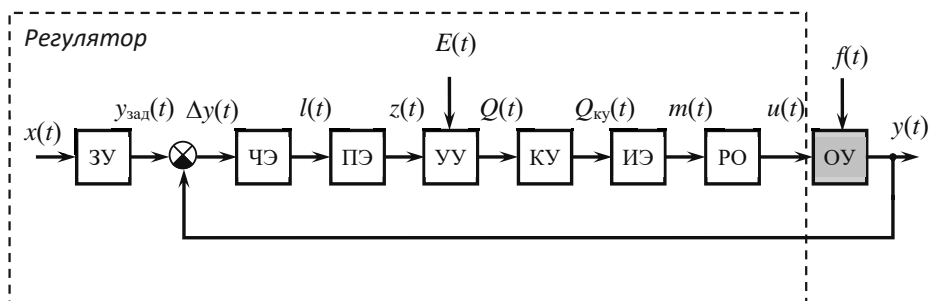 Регулятор
E(t)
f(t)
x(t) yзад(t) Δy(t) l(t) z(t) Q(t) Qку(t) m(t) u(t) y(t)
ЗУ ЧЭ ПЭ УУ КУ ИЭ РО ОУ